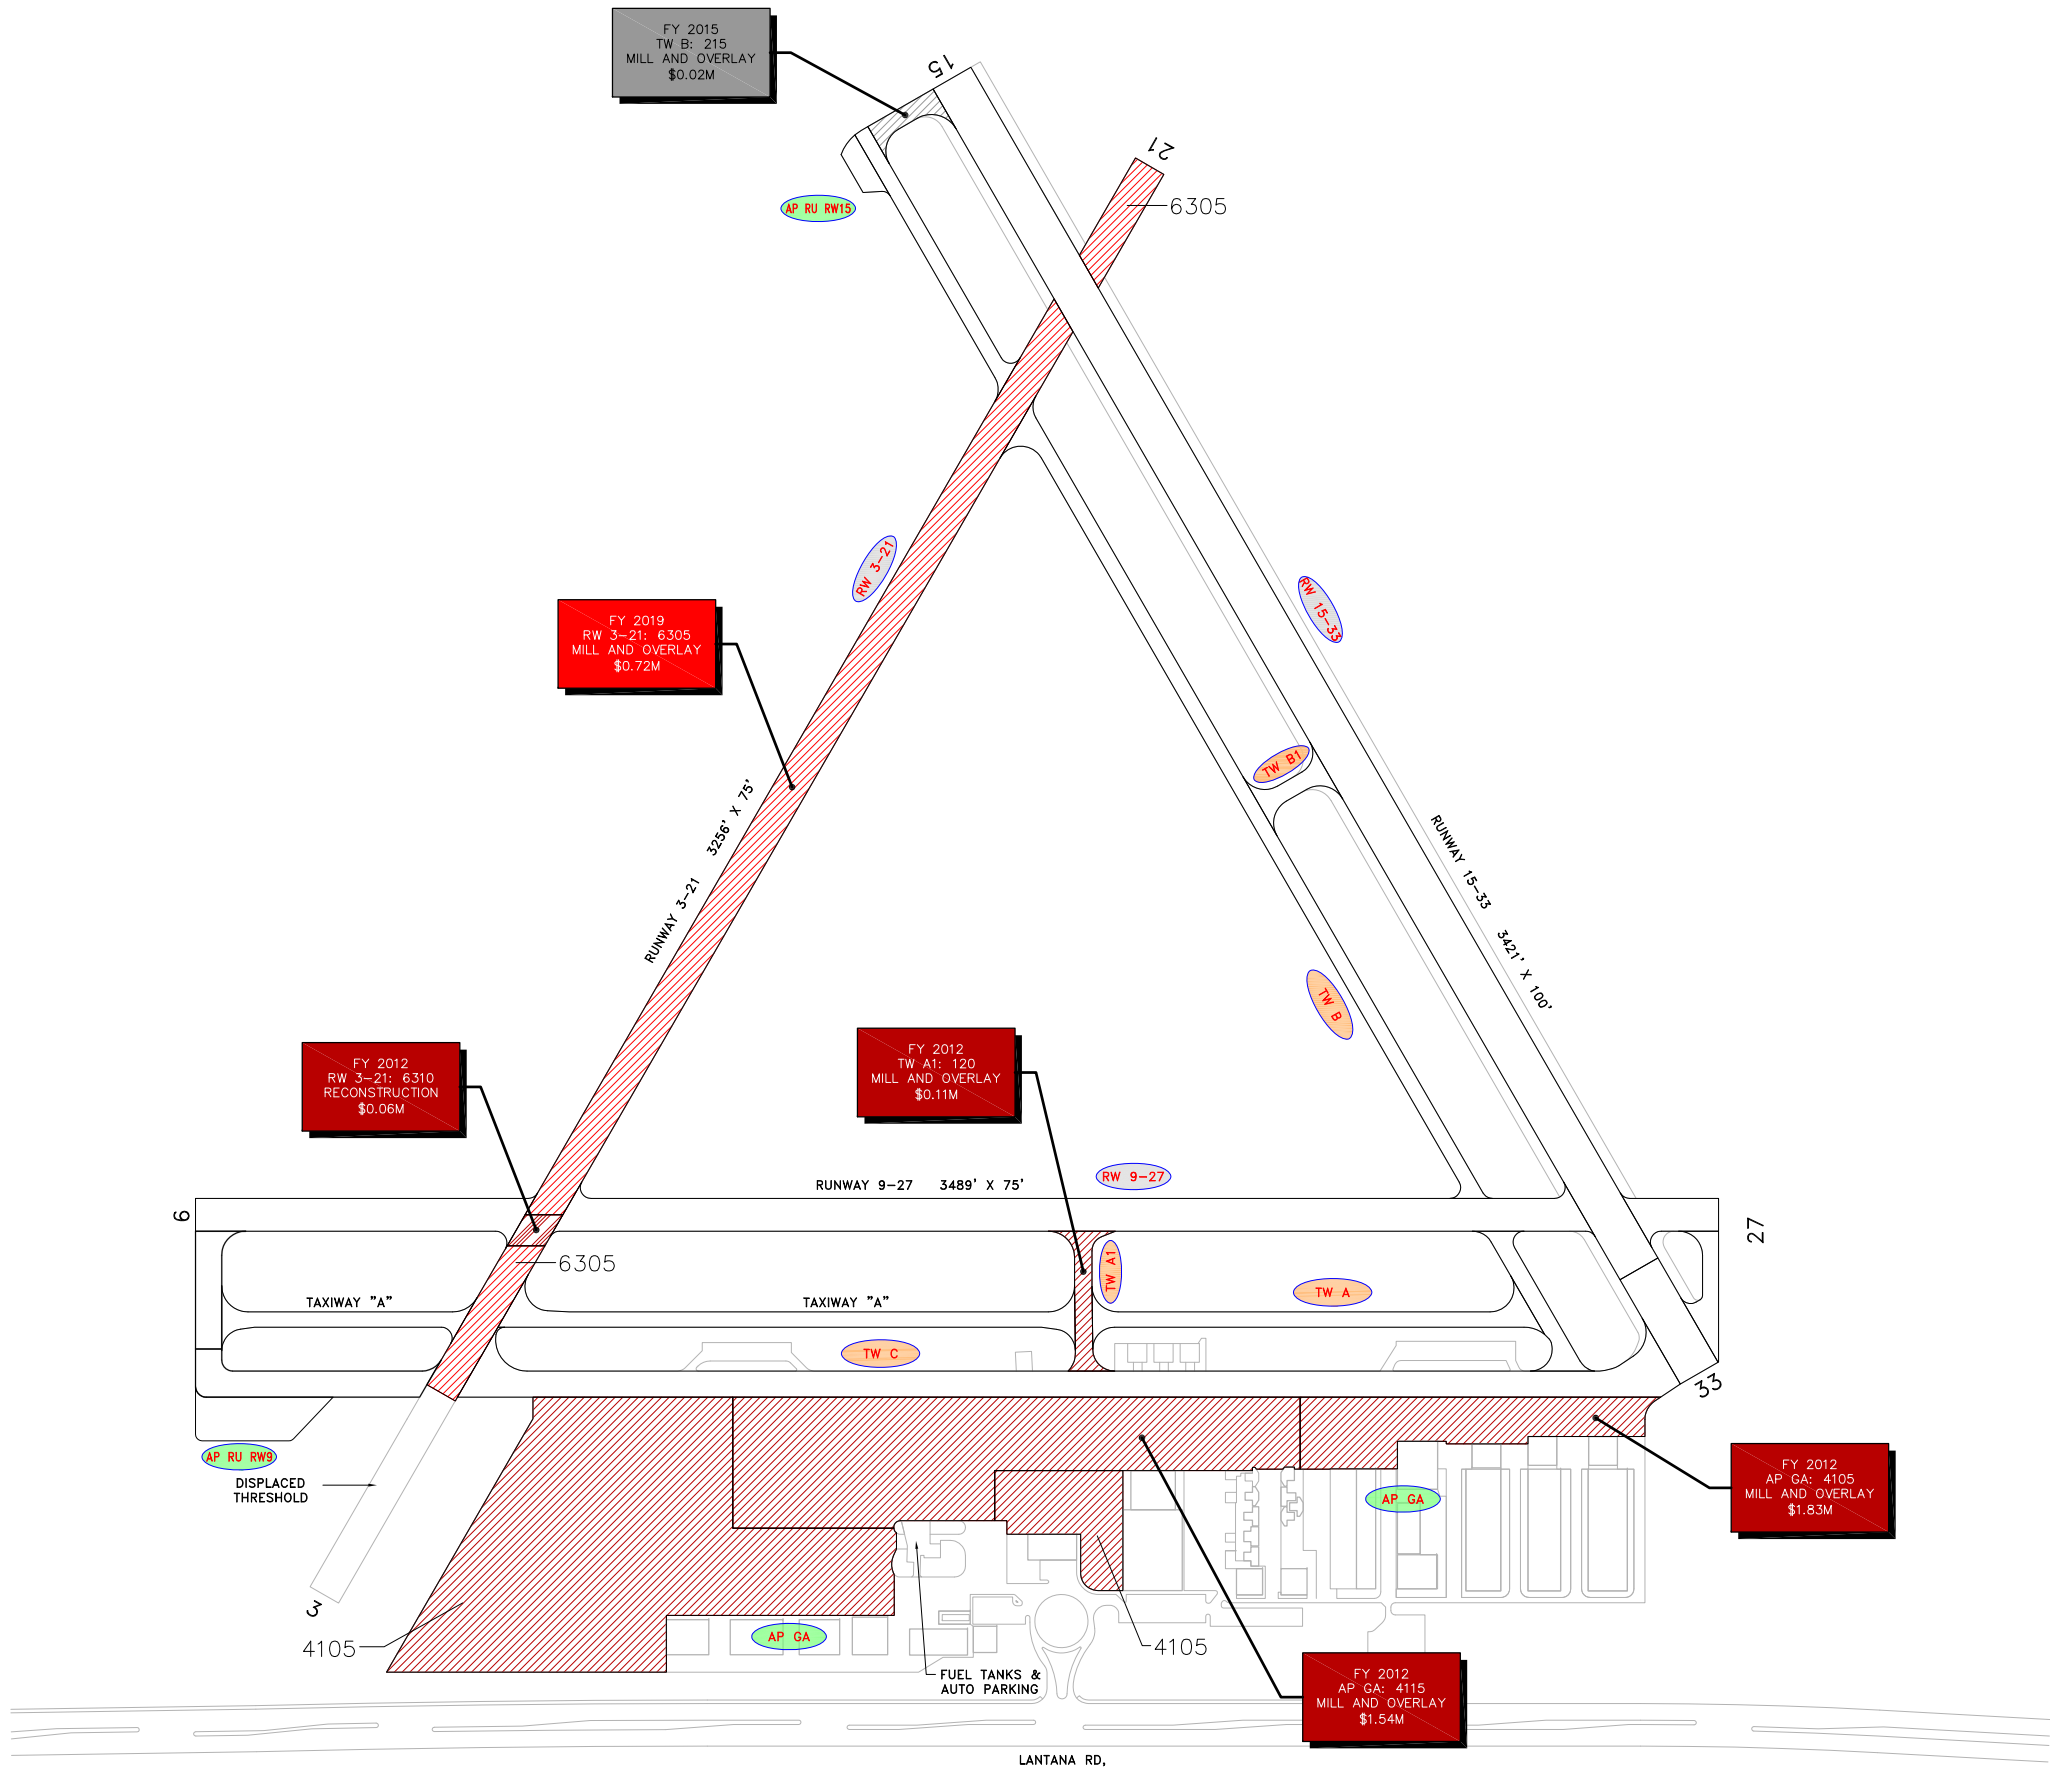 FY 2015
TW B: 215
MILL AND OVERLAY
$0.02M
15
21
6305
AP RU RW15
RW 3-21
RW 15-33
FY 2019
RW 3-21: 6305
MILL AND OVERLAY
$0.72M
TW B1
RUNWAY 3-21 3256' X 75'
RUNWAY 15-33 3421' X 100'
TW B
FY 2012
RW 3-21: 6310
RECONSTRUCTION
$0.06M
FY 2012
TW A1: 120
MILL AND OVERLAY
$0.11M
RUNWAY 9-27 3489' X 75'
RW 9-27
9
27
6305
TW A1
TW A
TAXIWAY "A"
TAXIWAY "A"
TW C
33
AP RU RW9
DISPLACED
THRESHOLD
AP GA
FY 2012
AP GA: 4105
MILL AND OVERLAY
$1.83M
3
4105
AP GA
4105
FUEL TANKS &
AUTO PARKING
FY 2012
AP GA: 4115
MILL AND OVERLAY
$1.54M
LANTANA RD,